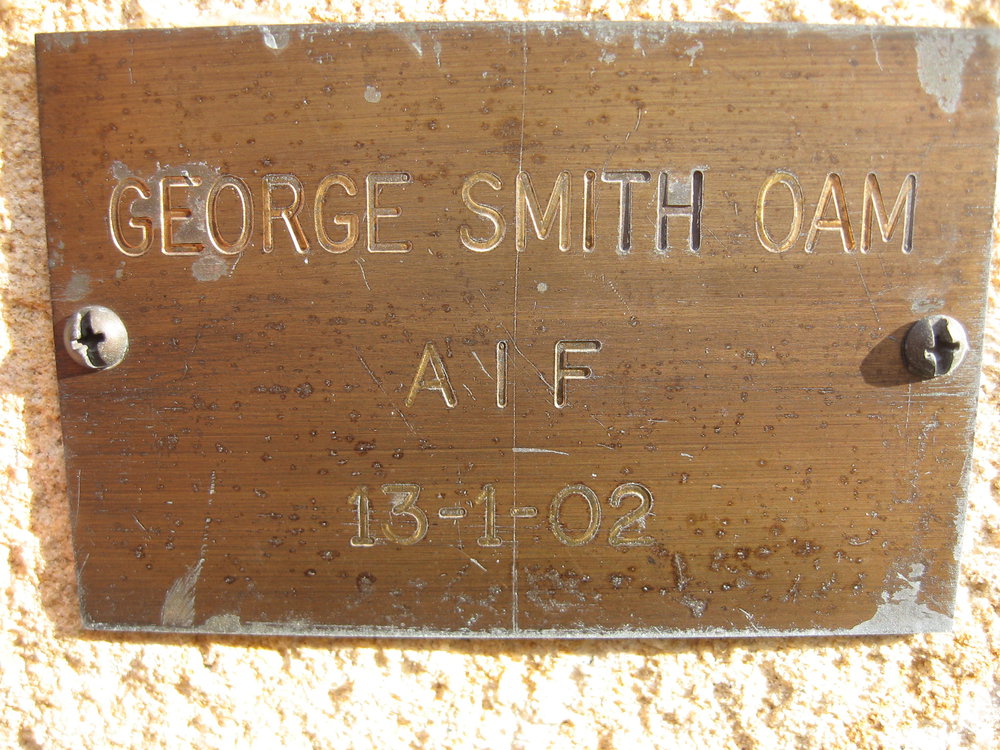 GEORGE SMITH OAM
A I F
13-1-02